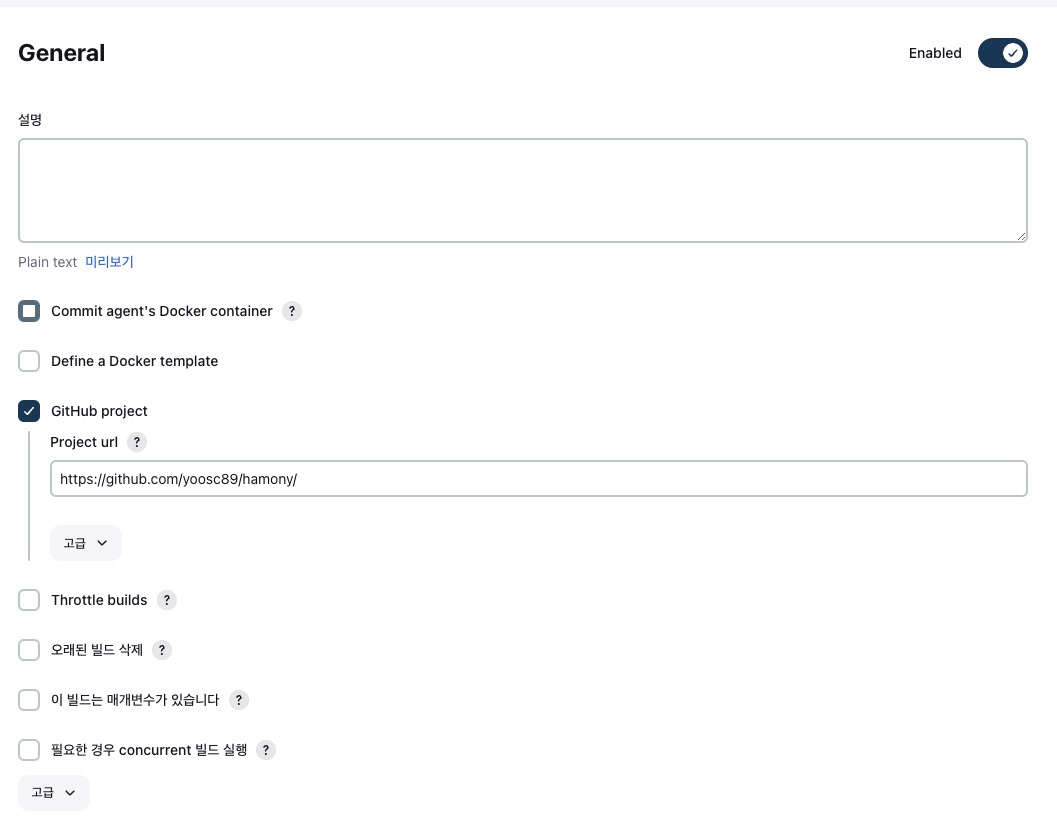 General
Enabled
설명
Plain text 미리보기
Commit agent's Docker container ?
Define a Docker template
GitHub project
Project url ?
https://github.com/yoosc89/hamony/
고급
Throttle builds ?
오래된 빌드 삭제 ?
이 빌드는 매개변수가 있습니다 ?
필요한 경우 concurrent 빌드 실행 ?
고급